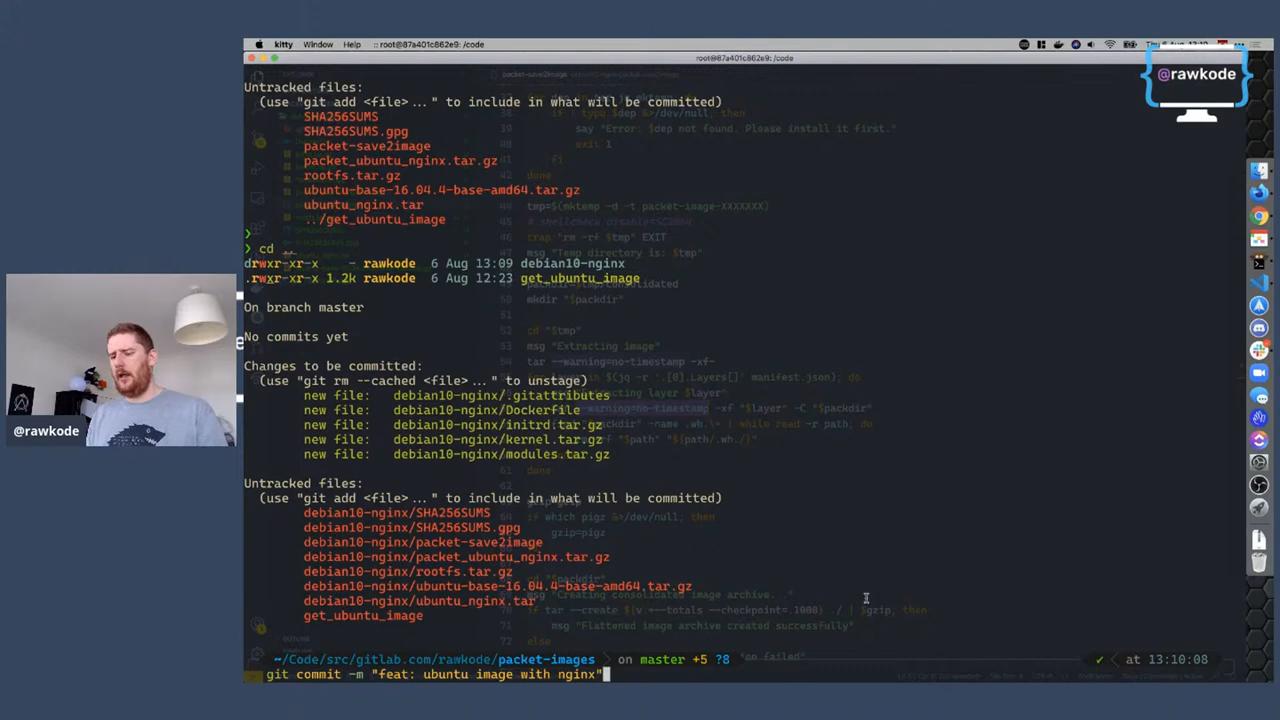 kitty Window Help :: root@87a401c862e9: /code
root@87a401c862e9: /code
@rawkode
Untracked files:
(use "git add <file>..." to include in what will be committed)
SHA256SUMS
SHA256SUMS.gpg
packet-save2image
packet_ubuntu_nginx.tar.gz
rootfs.tar.gz
ubuntu-base-16.04.4-base-amd64.tar.gz
ubuntu_nginx.tar
../get_ubuntu_image
❯
❯ cd ..
drwxr-xr-x - rawkode 6 Aug 13:09 debian10-nginx
.rwxr-xr-x 1.2k rawkode 6 Aug 12:23 get_ubuntu_image
On branch master
No commits yet
Changes to be committed:
(use "git rm --cached <file>..." to unstage)
new file: debian10-nginx/.gitattributes
new file: debian10-nginx/Dockerfile
new file: debian10-nginx/initrd.tar.gz
new file: debian10-nginx/kernel.tar.gz
new file: debian10-nginx/modules.tar.gz
Untracked files:
(use "git add <file>..." to include in what will be committed)
debian10-nginx/SHA256SUMS
debian10-nginx/SHA256SUMS.gpg
debian10-nginx/packet-save2image
debian10-nginx/packet_ubuntu_nginx.tar.gz
debian10-nginx/rootfs.tar.gz
debian10-nginx/ubuntu-base-16.04.4-base-amd64.tar.gz
debian10-nginx/ubuntu_nginx.tar
get_ubuntu_image
~/Code/src/gitlab.com/rawkode/packet-images on master +5 ?8 ✔ at 13:10:08
git commit -m "feat: ubuntu image with nginx"
@rawkode